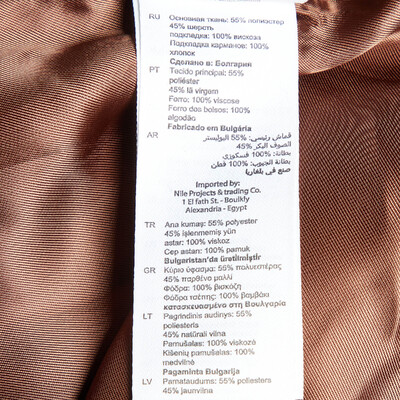 RU Основная ткань: 55% полиэстер
45% шерсть
подкладка: 100% вискоза
Подкладка карманов: 100%
хлопок
Сделано в: Болгария
PT Tecido principal: 55%
poliéster
45% lã virgem
Forro: 100% viscose
Forro das bolsos: 100%
algodão
Fabricado em Bulgária
AR قماش رئيسي: 55% البوليستر
45% الصوف البكر
بطانة: 100% فسكوزي
بطانة الجيوب: 100% قطن
صنع في بلغاريا
Imported by:
Nile Projects & trading Co.
1 El fath St. - Boulkly
Alexandria - Egypt
TR Ana kumaş: 55% polyester
45% işlenmemiş yün
astar: 100% viskoz
Cep astarı: 100% pamuk
Bulgaristan'da üretilmiştir
GR Κύριο ύφασμα: 55% πολυεστέρας
45% παρθένο μαλλί
Φόδρα: 100% βισκόζη
Φόδρα τσέπης: 100% βαμβάκι
κατασκευασμένο στη Βουλγαρία
LT Pagrindinis audinys: 55%
poliesteris
45% natūrali vilna
Pamušalas: 100% viskozė
Kišenių pamušalas: 100%
medvilnė
Pagaminta Bulgarija
LV Pamataudums: 55% poliesters
45% jaunvilna